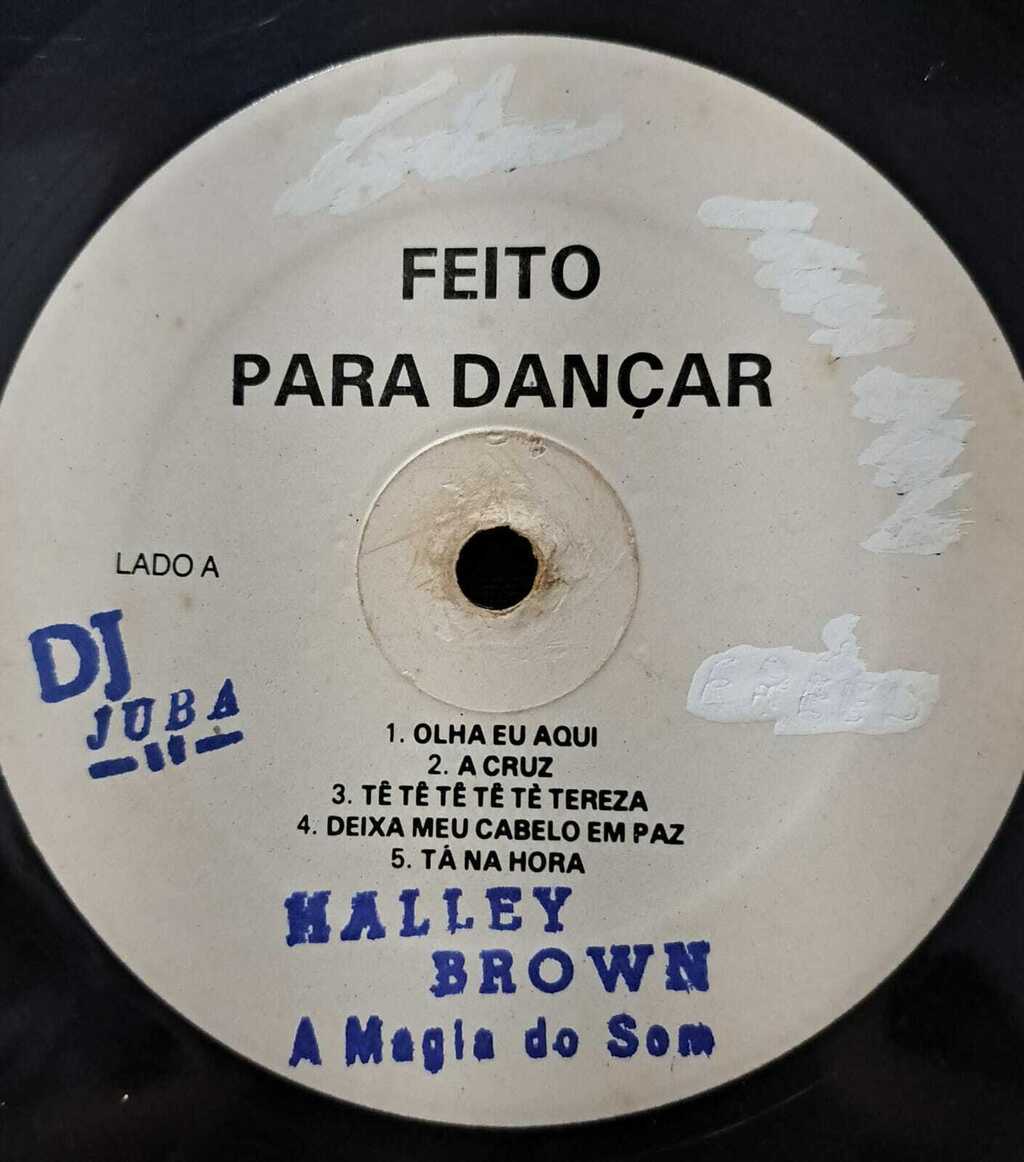 FEITO
PARA DANÇAR
LADO A
DJ
JUBA
1. OLHA EU AQUI
2. A CRUZ
3. TÊ TÊ TÊ TÊ TÊ TEREZA
4. DEIXA MEU CABELO EM PAZ
5. TÁ NA HORA
HALLEY
BROWN
A Magia do Som